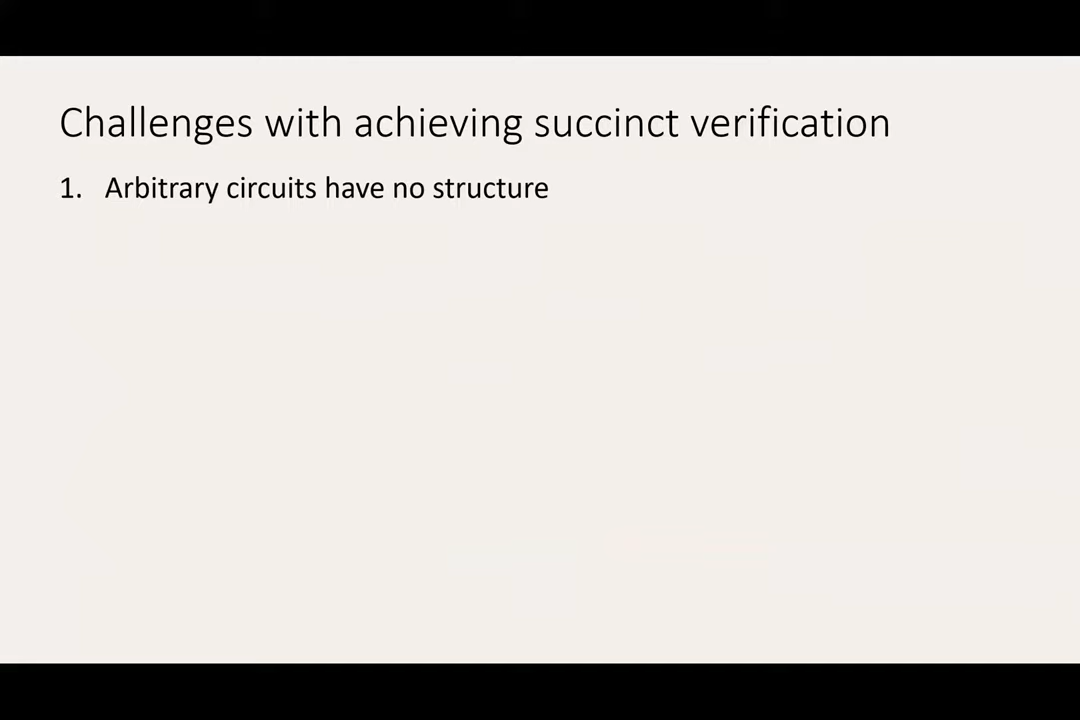 Challenges with achieving succinct verification
1. Arbitrary circuits have no structure